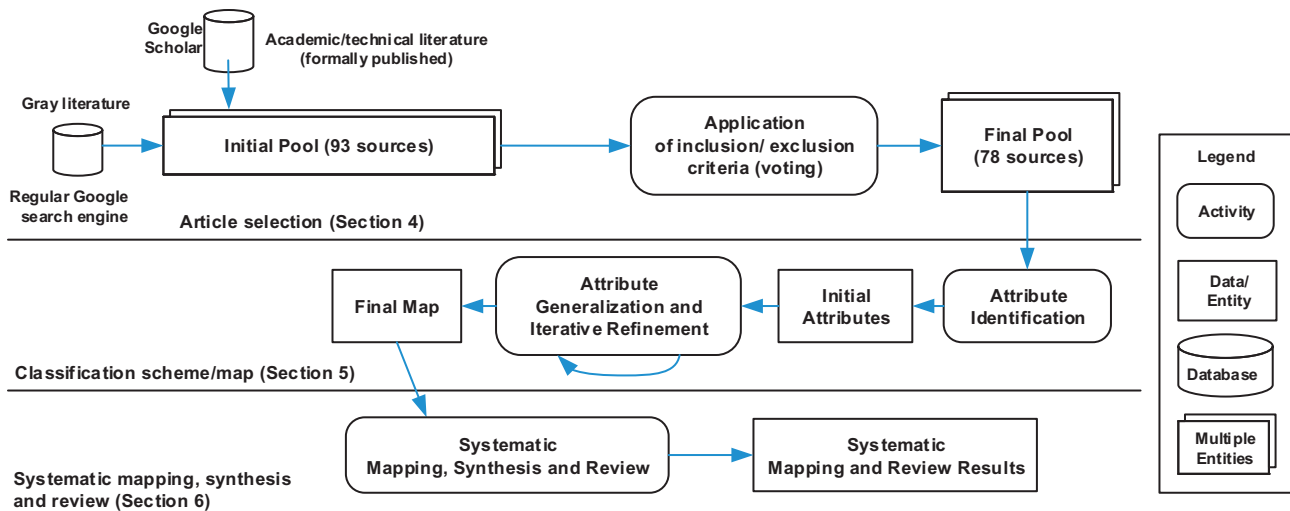 Google
Scholar
Academic/technical literature
(formally published)
Gray literature
Initial Pool (93 sources)
Regular Google
search engine
Application
of inclusion/ exclusion
criteria (voting)
Final Pool
(78 sources)
Article selection (Section 4)
Final Map
Attribute
Generalization and
Iterative Refinement
Initial
Attributes
Attribute
Identification
Classification scheme/map (Section 5)
Systematic
Mapping, Synthesis and Review
Systematic
Mapping and Review Results
Systematic mapping, synthesis
and review (Section 6)
Legend
Activity
Data/
Entity
Database
Multiple
Entities